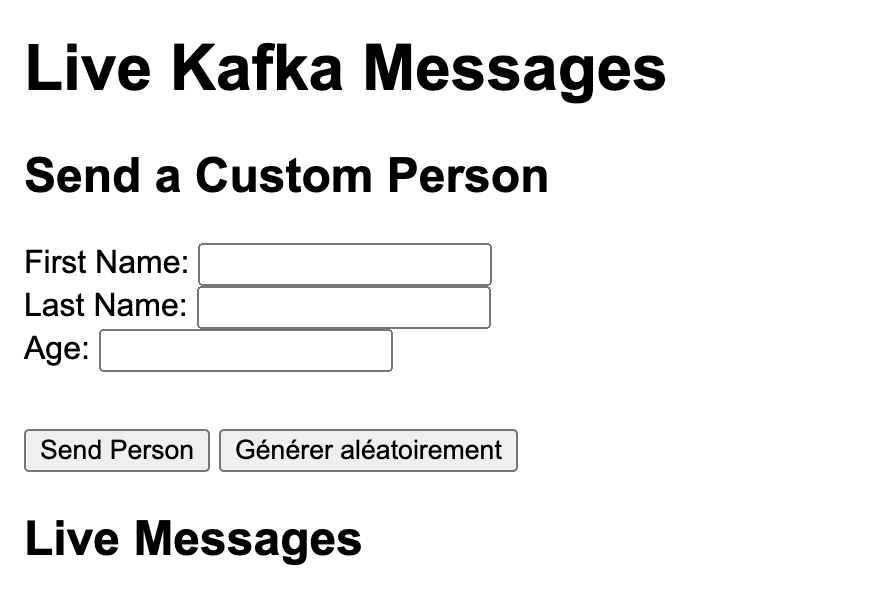 Live Kafka Messages
Send a Custom Person
First Name:
Last Name:
Age:
Send Person Générer aléatoirement
Live Messages